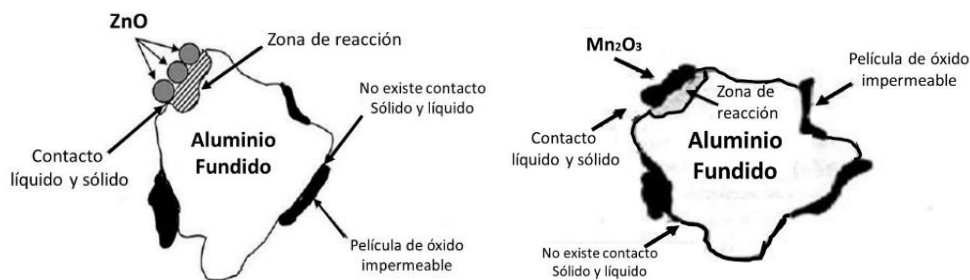 ZnO
Zona de reacción
No existe contacto
Sólido y líquido
Aluminio
Fundido
Contacto
líquido y sólido
Película de óxido
impermeable
Mn₂O₃
Película de óxido
impermeable
Zona de
reacción
Contacto
líquido y sólido
Aluminio
Fundido
No existe contacto
Sólido y líquido